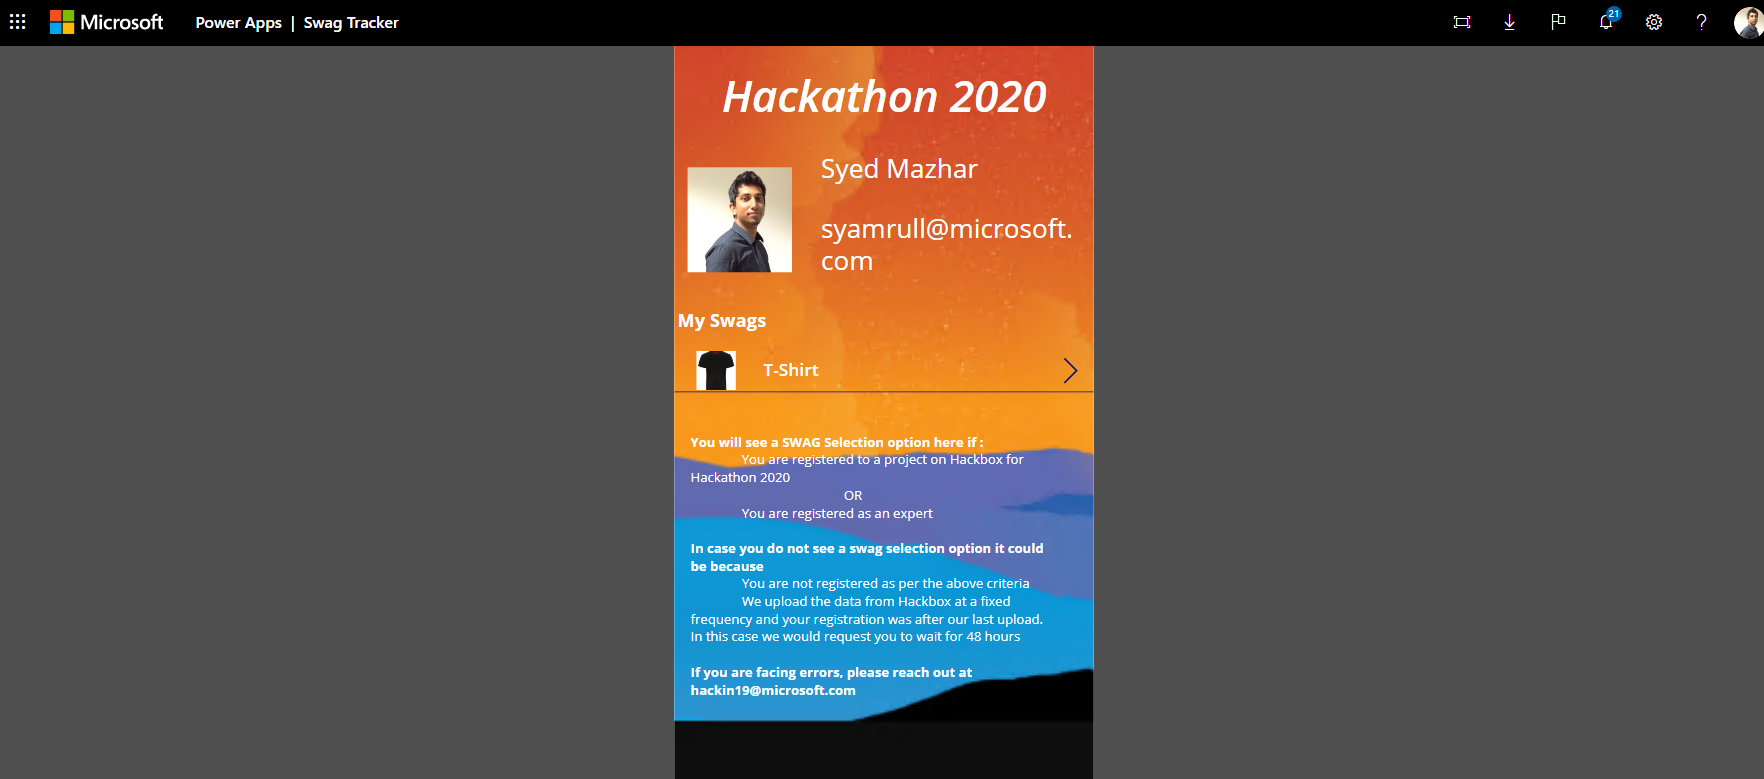 Microsoft
Power Apps | Swag Tracker
21
Hackathon 2020
Syed Mazhar
syamrull@microsoft.
com
My Swags
T-Shirt
You will see a SWAG Selection option here if :
You are registered to a project on Hackbox for
Hackathon 2020
OR
You are registered as an expert
In case you do not see a swag selection option it could
be because
You are not registered as per the above criteria
We upload the data from Hackbox at a fixed
frequency and your registration was after our last upload.
In this case we would request you to wait for 48 hours
If you are facing errors, please reach out at
hackin19@microsoft.com